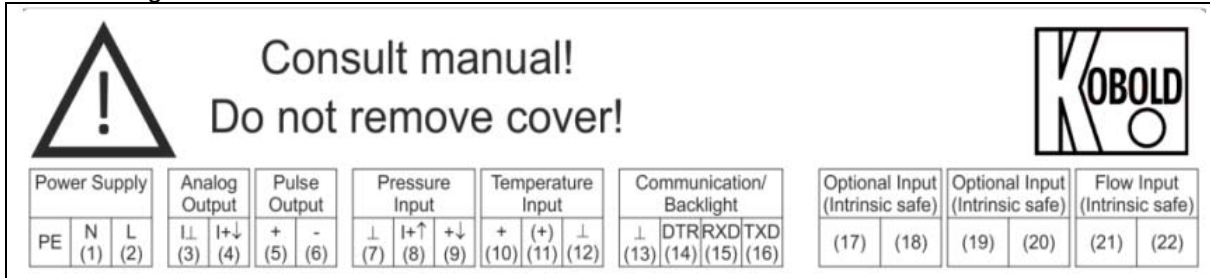 Consult manual!
Do not remove cover!
KOBOLD
Power Supply
PE
N
(1)
L
(2)
Analog
Output
I⊥
(3)
I+↓
(4)
Pulse
Output
+
(5)
-
(6)
Pressure
Input
⊥
(7)
I+↑
(8)
+↓
(9)
Temperature
Input
+
(10)
(+)
(11)
⊥
(12)
Communication/
Backlight
⊥
(13)
DTR
(14)
RXD
(15)
TXD
(16)
Optional Input
(Intrinsic safe)
(17)
(18)
Optional Input
(Intrinsic safe)
(19)
(20)
Flow Input
(Intrinsic safe)
(21)
(22)